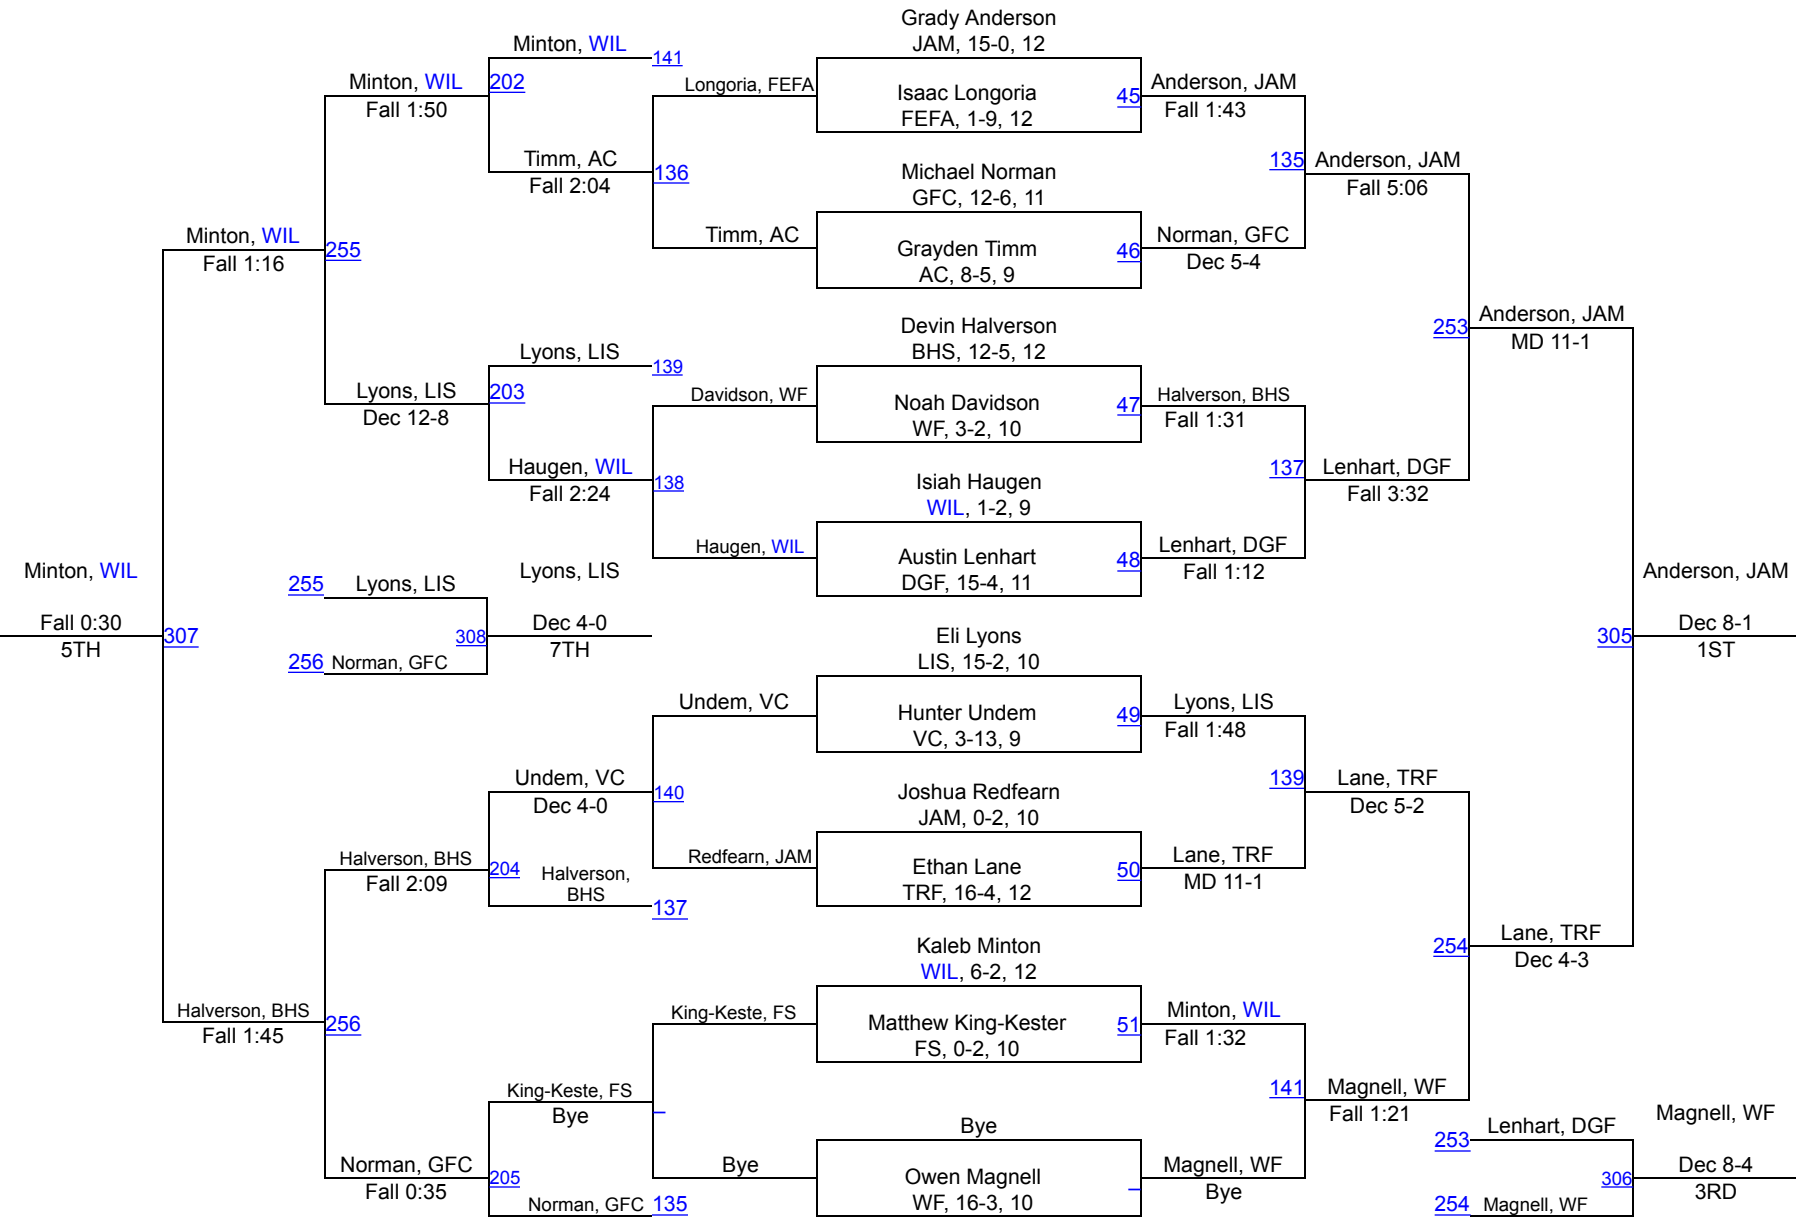 Grady Anderson
JAM, 15-0, 12
Minton, WIL
141
Minton, WIL
202
Fall 1:50
Longoria, FEFA
Isaac Longoria
FEFA, 1-9, 12
45
Anderson, JAM
Fall 1:43
Timm, AC
Fall 2:04
136
Michael Norman
GFC, 12-6, 11
135
Anderson, JAM
Fall 5:06
Minton, WIL
Fall 1:16
255
Timm, AC
Grayden Timm
AC, 8-5, 9
46
Norman, GFC
Dec 5-4
Devin Halverson
BHS, 12-5, 12
253
Anderson, JAM
MD 11-1
Lyons, LIS
139
Lyons, LIS
Dec 12-8
203
Davidson, WF
Noah Davidson
WF, 3-2, 10
47
Halverson, BHS
Fall 1:31
Haugen, WIL
Fall 2:24
138
Isiah Haugen
WIL, 1-2, 9
137
Lenhart, DGF
Fall 3:32
Haugen, WIL
Austin Lenhart
DGF, 15-4, 11
48
Lenhart, DGF
Fall 1:12
Minton, WIL
Fall 0:30
5TH
307
255
Lyons, LIS
256
Norman, GFC
308
Lyons, LIS
Dec 4-0
7TH
Anderson, JAM
305
Dec 8-1
1ST
Eli Lyons
LIS, 15-2, 10
Undem, VC
Hunter Undem
VC, 3-13, 9
49
Lyons, LIS
Fall 1:48
Undem, VC
Dec 4-0
140
Joshua Redfearn
JAM, 0-2, 10
139
Lane, TRF
Dec 5-2
Halverson, BHS
Fall 2:09
204
Halverson,
BHS
137
Redfearn, JAM
Ethan Lane
TRF, 16-4, 12
50
Lane, TRF
MD 11-1
Kaleb Minton
WIL, 6-2, 12
254
Lane, TRF
Dec 4-3
Halverson, BHS
Fall 1:45
256
King-Keste, FS
Matthew King-Kester
FS, 0-2, 10
51
Minton, WIL
Fall 1:32
King-Keste, FS
Bye
Bye
141
Magnell, WF
Fall 1:21
Norman, GFC
Fall 0:35
205
Norman, GFC
135
Bye
Owen Magnell
WF, 16-3, 10
Magnell, WF
Bye
253
Lenhart, DGF
254
Magnell, WF
306
Magnell, WF
Dec 8-4
3RD